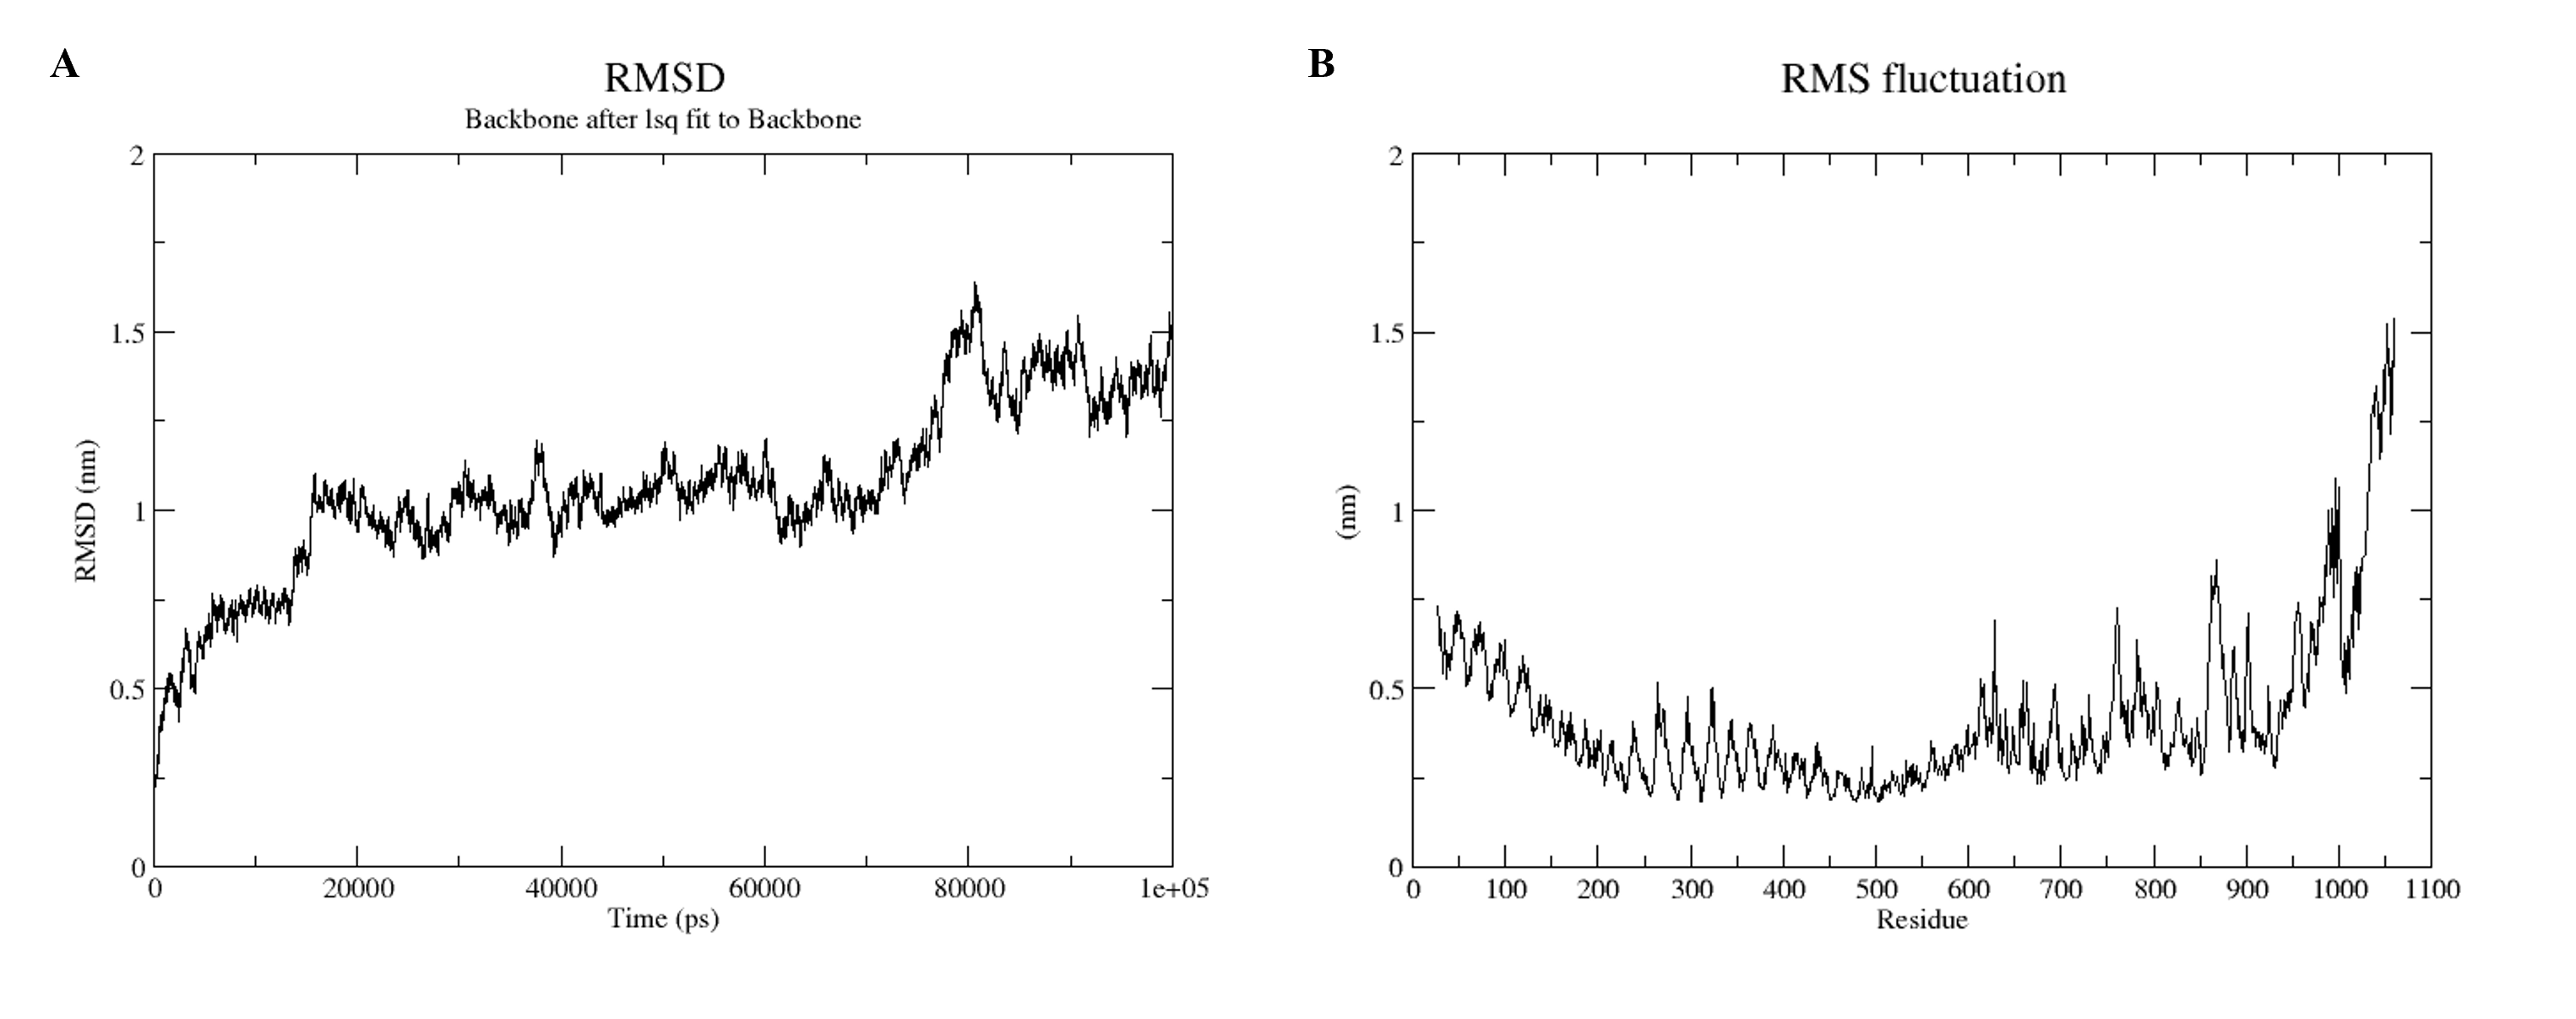 A
RMSD
Backbone after lsq fit to Backbone
2
1.5
1
0.5
0
RMSD (nm)
0 20000 40000 60000 80000 1e+05
Time (ps)
B
RMS fluctuation
2
1.5
1
0.5
0
(nm)
0 100 200 300 400 500 600 700 800 900 1000 1100
Residue